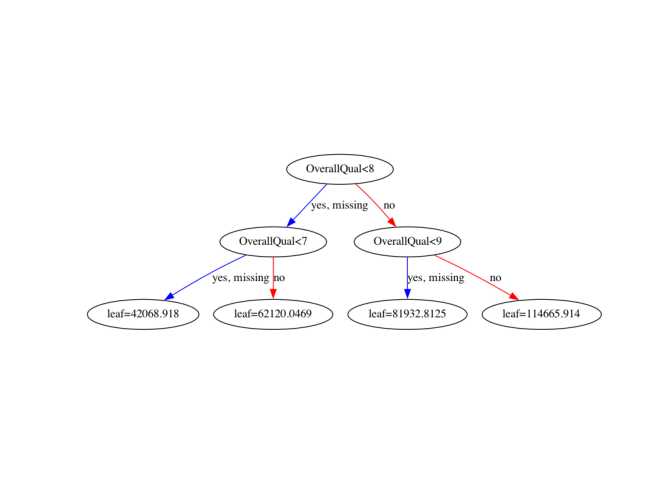 OverallQual<8
yes, missing
no
OverallQual<7
OverallQual<9
yes, missing
no
yes, missing
no
leaf=42068.918
leaf=62120.0469
leaf=81932.8125
leaf=114665.914